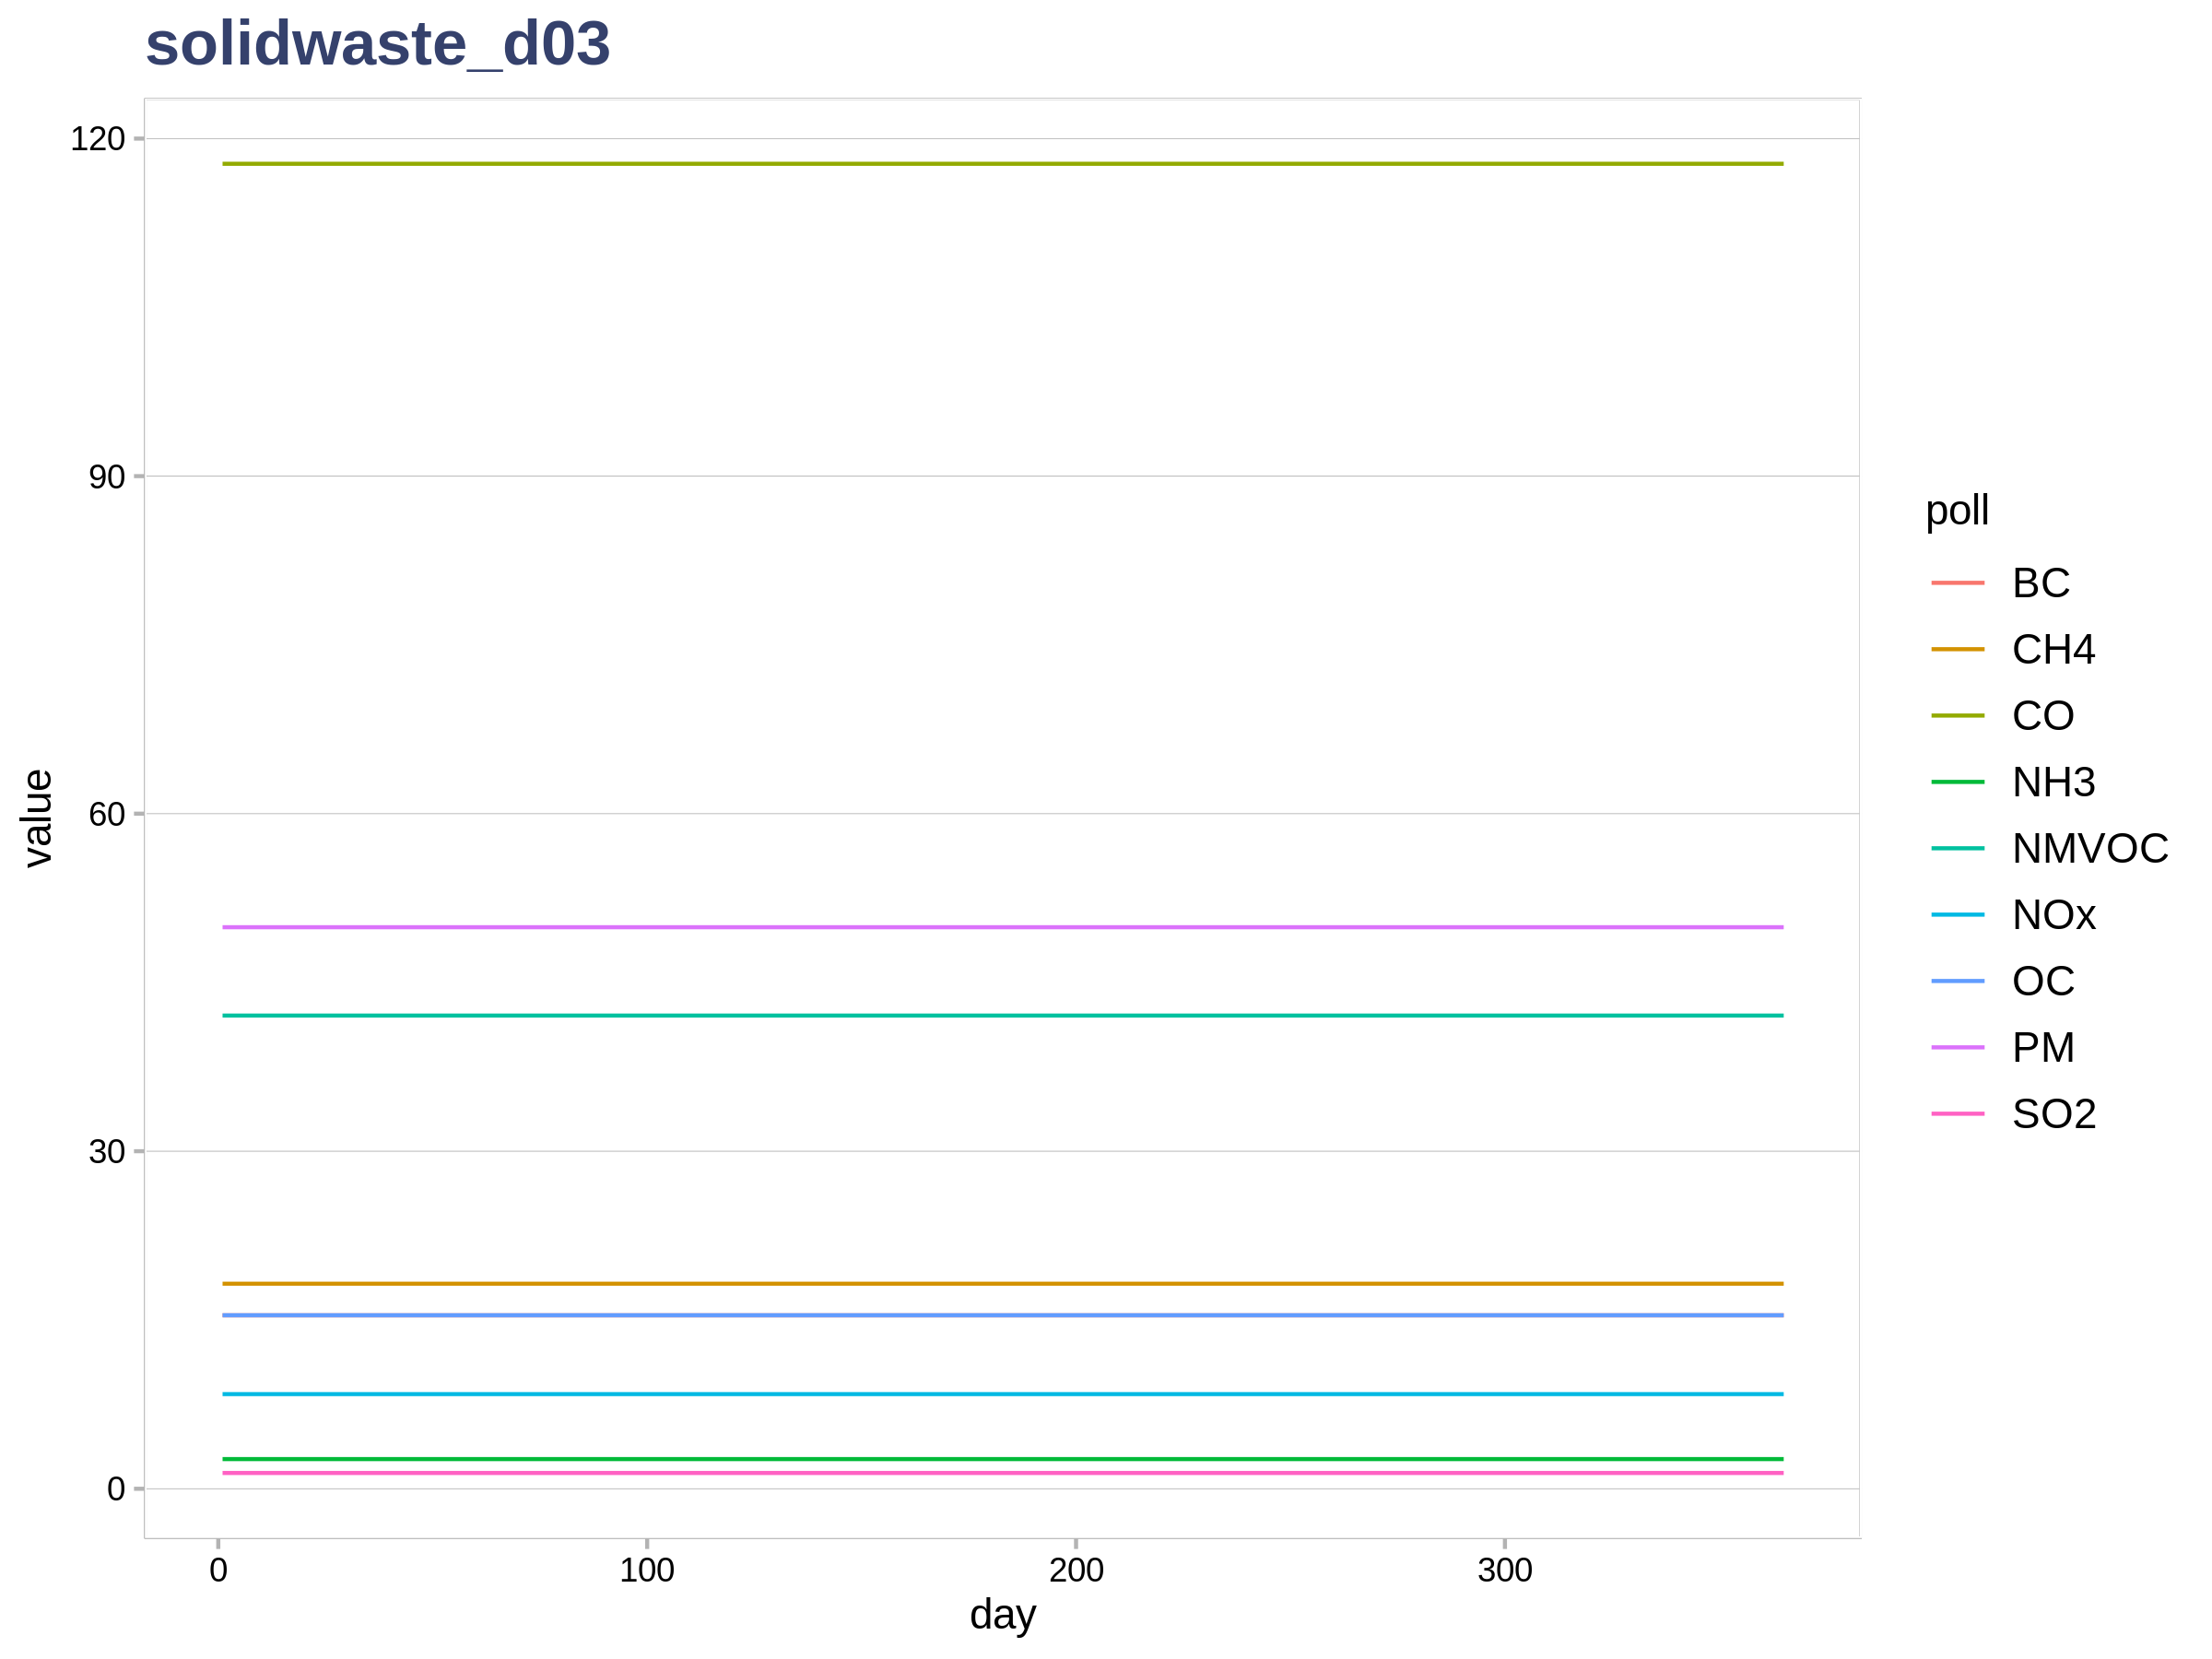 solidwaste_d03
120
90
60
30
0
value
0 100 200 300
day
poll
BC
CH4
CO
NH3
NMVOC
NOx
OC
PM
SO2